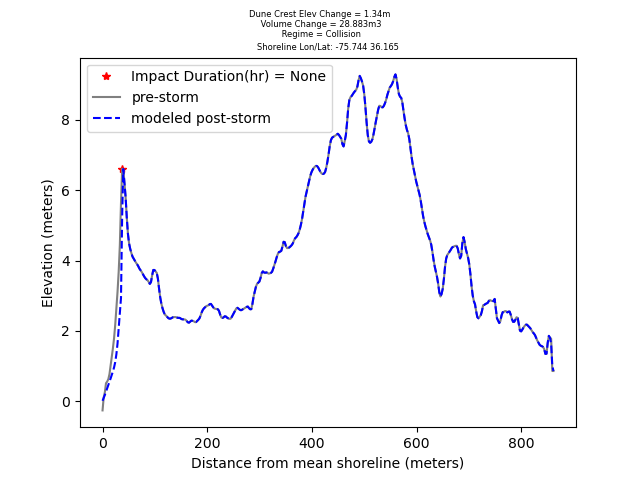 Dune Crest Elev Change = 1.34m
Volume Change = 28.883m3
Regime = Collision
Shoreline Lon/Lat: -75.744 36.165
Impact Duration(hr) = None
pre-storm
modeled post-storm
Elevation (meters)
8
6
4
2
0
0 200 400 600 800
Distance from mean shoreline (meters)